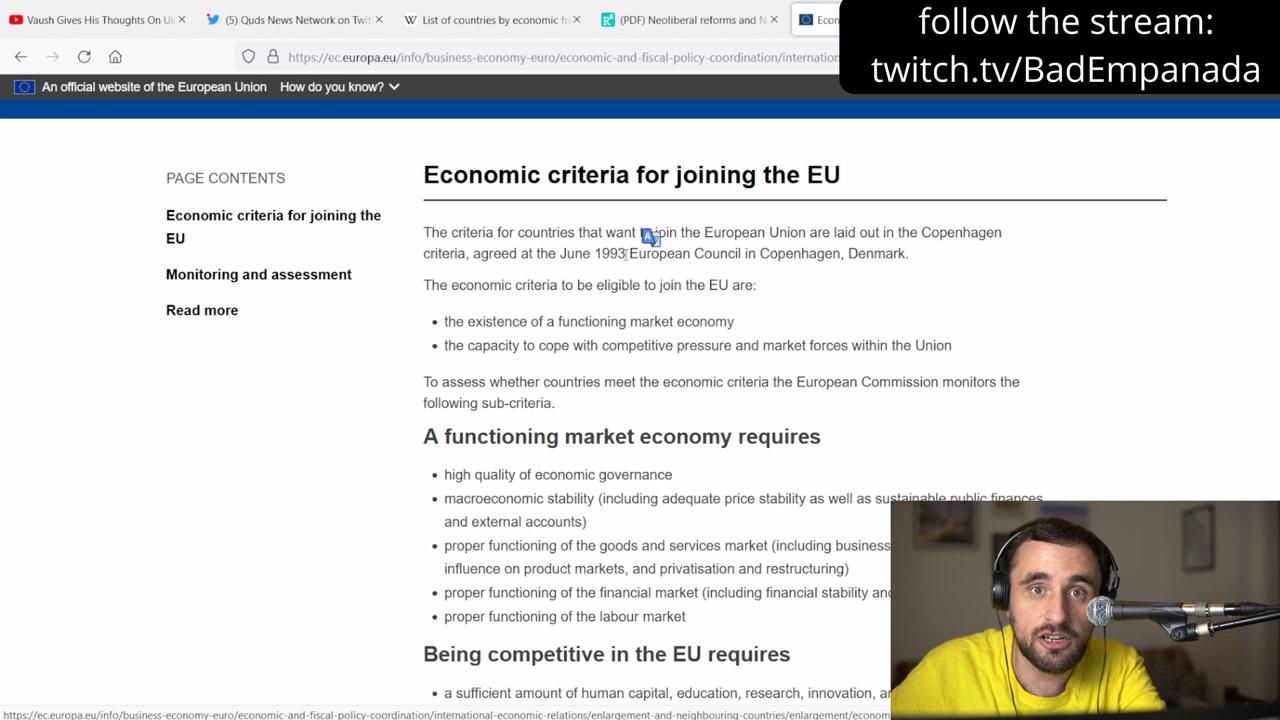 Vaush Gives His Thoughts On Uk
(5) Quds News Network on Twit
List of countries by economic fr
(PDF) Neoliberal reforms and N
Econ
follow the stream:
twitch.tv/BadEmpanada
https://ec.europa.eu/info/business-economy-euro/economic-and-fiscal-policy-coordination/internation
An official website of the European Union How do you know?
PAGE CONTENTS
Economic criteria for joining the
EU
Monitoring and assessment
Read more
Economic criteria for joining the EU
The criteria for countries that want to join the European Union are laid out in the Copenhagen
criteria, agreed at the June 1993 European Council in Copenhagen, Denmark.
The economic criteria to be eligible to join the EU are:
• the existence of a functioning market economy
• the capacity to cope with competitive pressure and market forces within the Union
To assess whether countries meet the economic criteria the European Commission monitors the
following sub-criteria.
A functioning market economy requires
• high quality of economic governance
• macroeconomic stability (including adequate price stability as well as sustainable public finances
and external accounts)
• proper functioning of the goods and services market (including business
influence on product markets, and privatisation and restructuring)
• proper functioning of the financial market (including financial stability and
• proper functioning of the labour market
Being competitive in the EU requires
• a sufficient amount of human capital, education, research, innovation, an
https://ec.europa.eu/info/business-economy-euro/economic-and-fiscal-policy-coordination/international-economic-relations/enlargement-and-neighbouring-countries/enlargement/econom